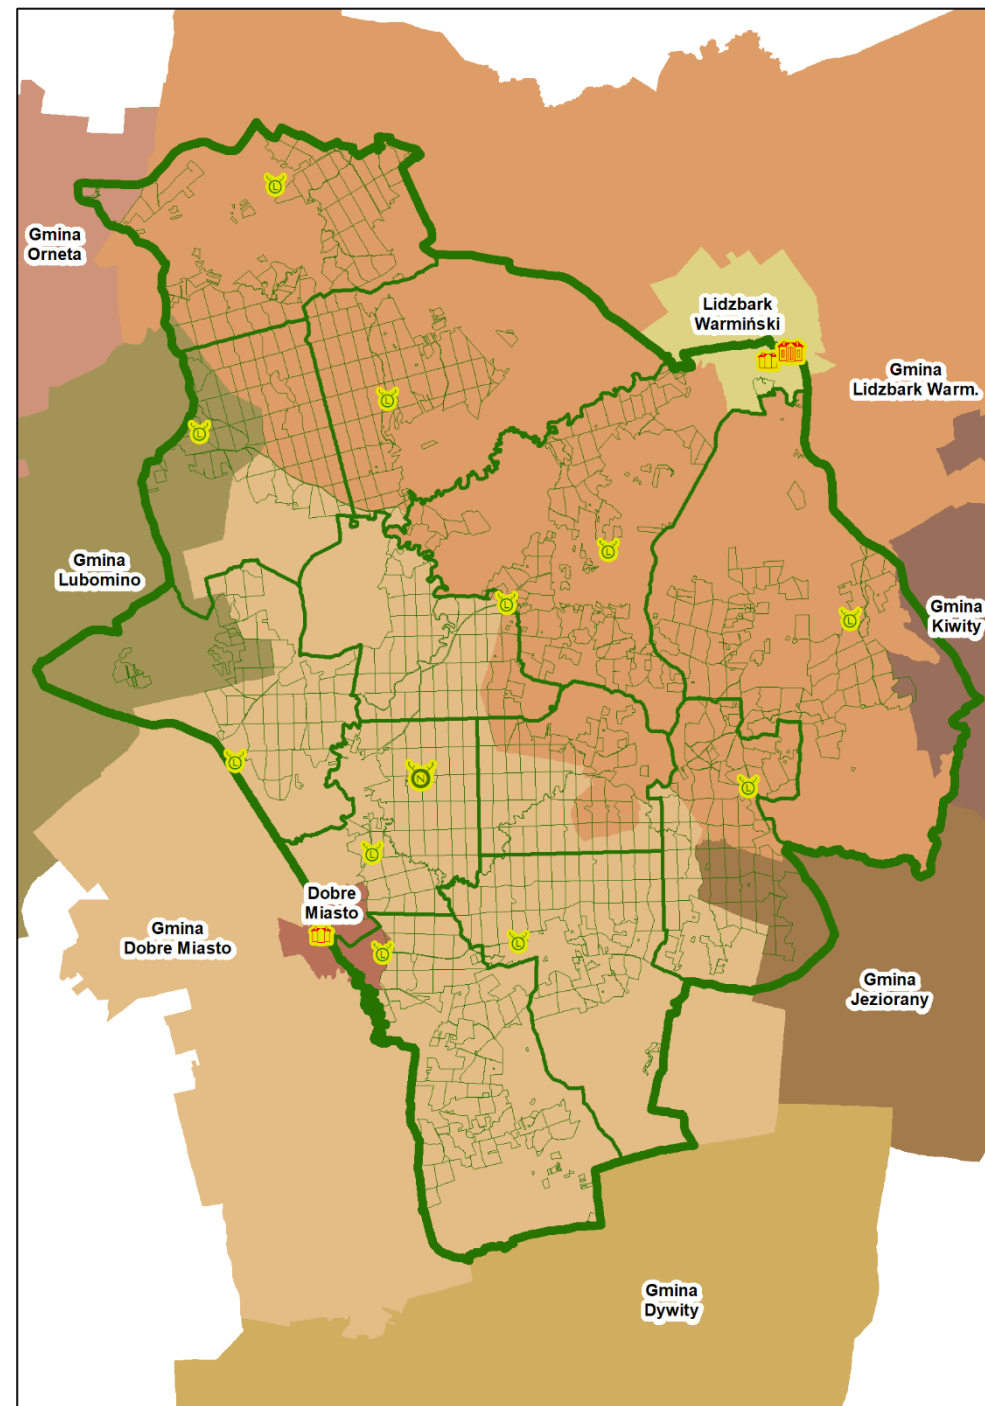 Gmina
Orneta
Lidzbark
Warmiński
Gmina
Lidzbark Warm.
L
L
L
Gmina
Lubomino
L
L
Gmina
Kiwity
L
L
N
L
L
Dobre
Miasto
Gmina
Dobre Miasto
L
L
Gmina
Jeziorany
Gmina
Dywity